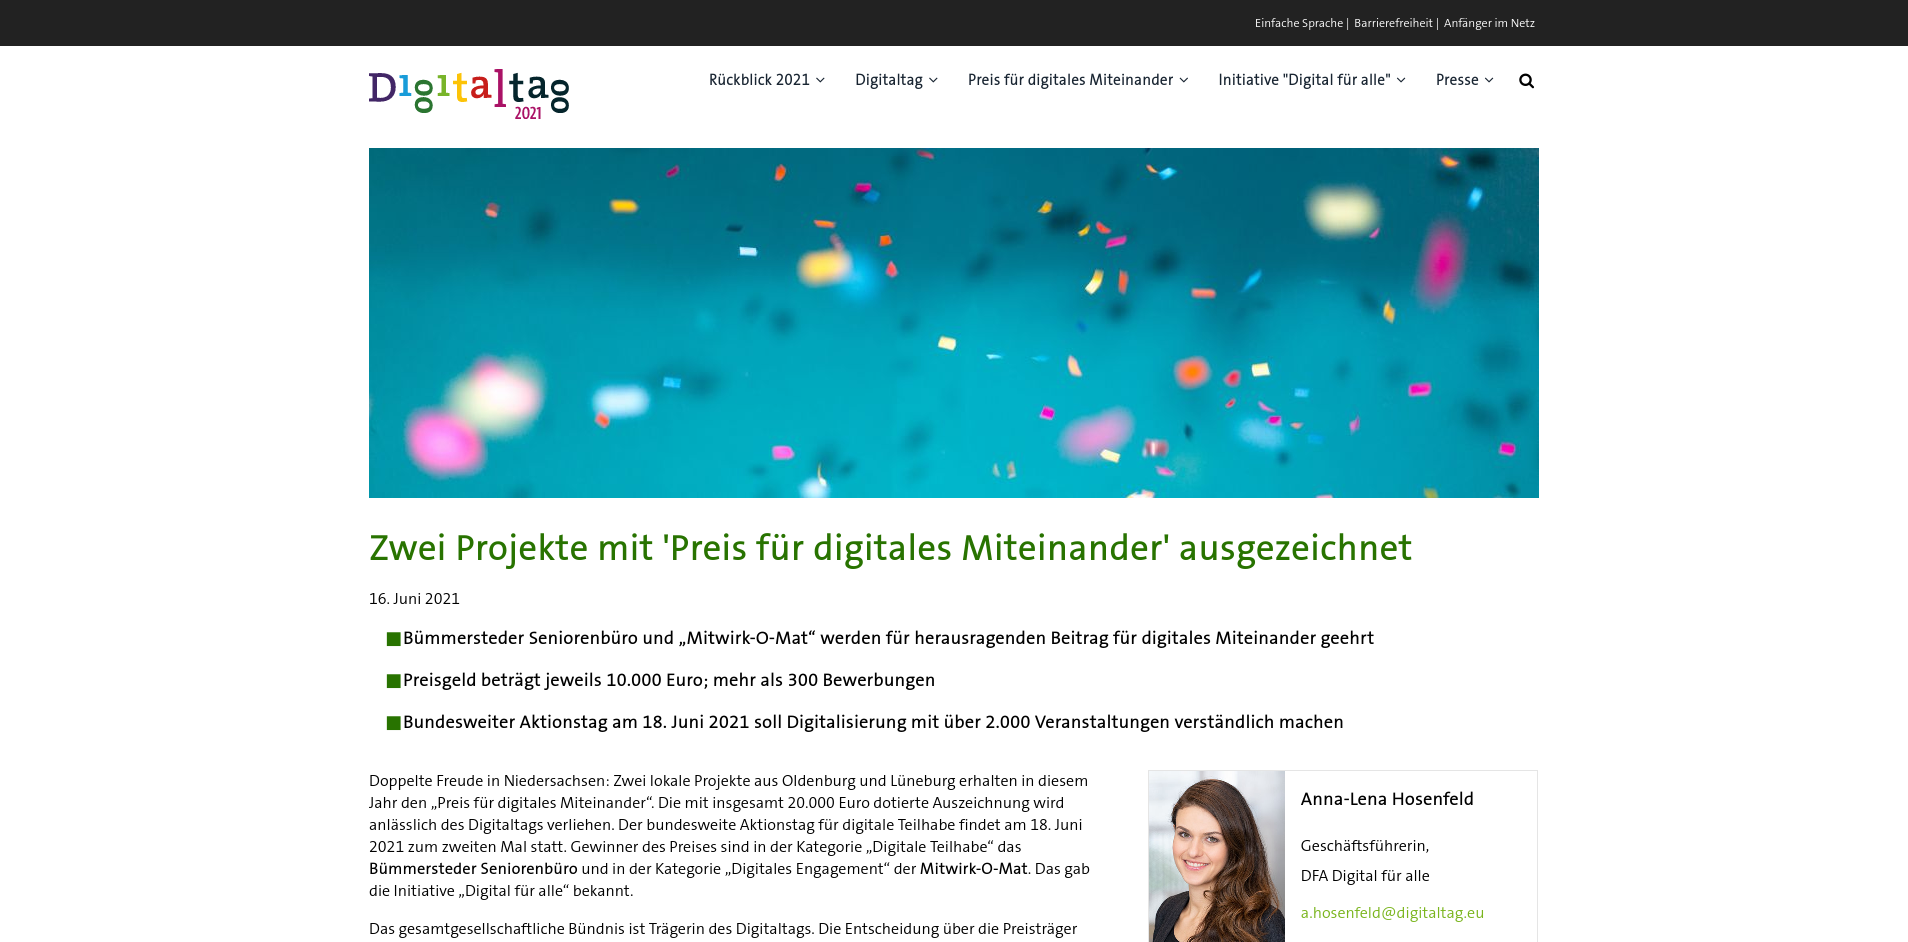 Einfache Sprache | Barrierefreiheit | Anfänger im Netz
Digitaltag
2021
Rückblick 2021
Digitaltag
Preis für digitales Miteinander
Initiative "Digital für alle"
Presse
Zwei Projekte mit 'Preis für digitales Miteinander' ausgezeichnet
16. Juni 2021
Bümmersteder Seniorenbüro und „Mitwirk-O-Mat“ werden für herausragenden Beitrag für digitales Miteinander geehrt
Preisgeld beträgt jeweils 10.000 Euro; mehr als 300 Bewerbungen
Bundesweiter Aktionstag am 18. Juni 2021 soll Digitalisierung mit über 2.000 Veranstaltungen verständlich machen
Doppelte Freude in Niedersachsen: Zwei lokale Projekte aus Oldenburg und Lüneburg erhalten in diesem
Jahr den „Preis für digitales Miteinander“. Die mit insgesamt 20.000 Euro dotierte Auszeichnung wird
anlässlich des Digitaltags verliehen. Der bundesweite Aktionstag für digitale Teilhabe findet am 18. Juni
2021 zum zweiten Mal statt. Gewinner des Preises sind in der Kategorie „Digitale Teilhabe“ das
Bümmersteder Seniorenbüro und in der Kategorie „Digitales Engagement“ der Mitwirk-O-Mat. Das gab
die Initiative „Digital für alle“ bekannt.
Das gesamtgesellschaftliche Bündnis ist Trägerin des Digitaltags. Die Entscheidung über die Preisträger
Anna-Lena Hosenfeld
Geschäftsführerin,
DFA Digital für alle
a.hosenfeld@digitaltag.eu